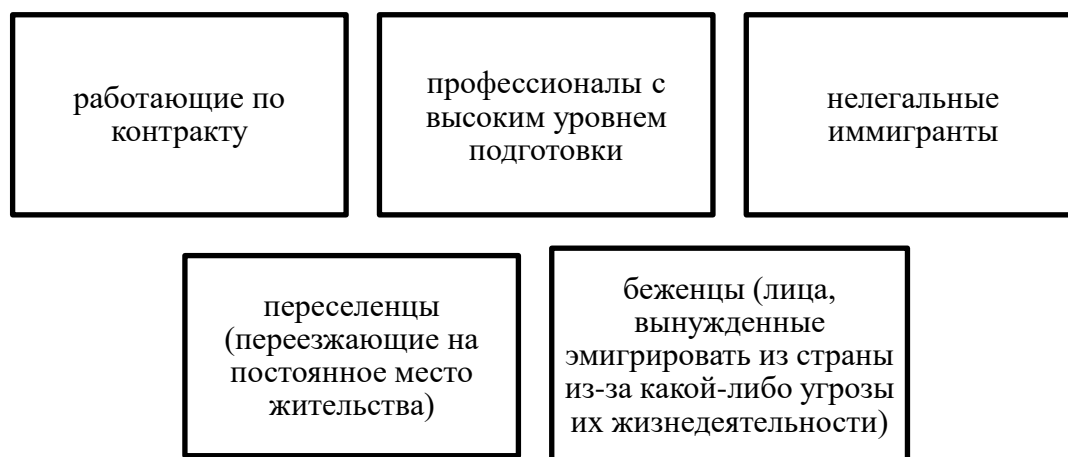 работающие по
контракту
профессионалы с
высоким уровнем
подготовки
нелегальные
иммигранты
переселенцы
(переезжающие на
постоянное место
жительства)
беженцы (лица,
вынужденные
эмигрировать из страны
из-за какой-либо угрозы
их жизнедеятельности)